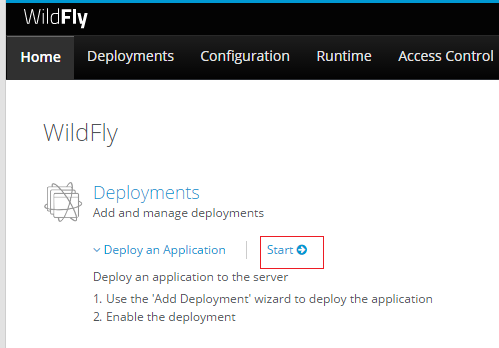 WildFly
Home Deployments Configuration Runtime Access Control
WildFly
Deployments
Add and manage deployments
Deploy an Application Start
Deploy an application to the server
1. Use the 'Add Deployment' wizard to deploy the application
2. Enable the deployment